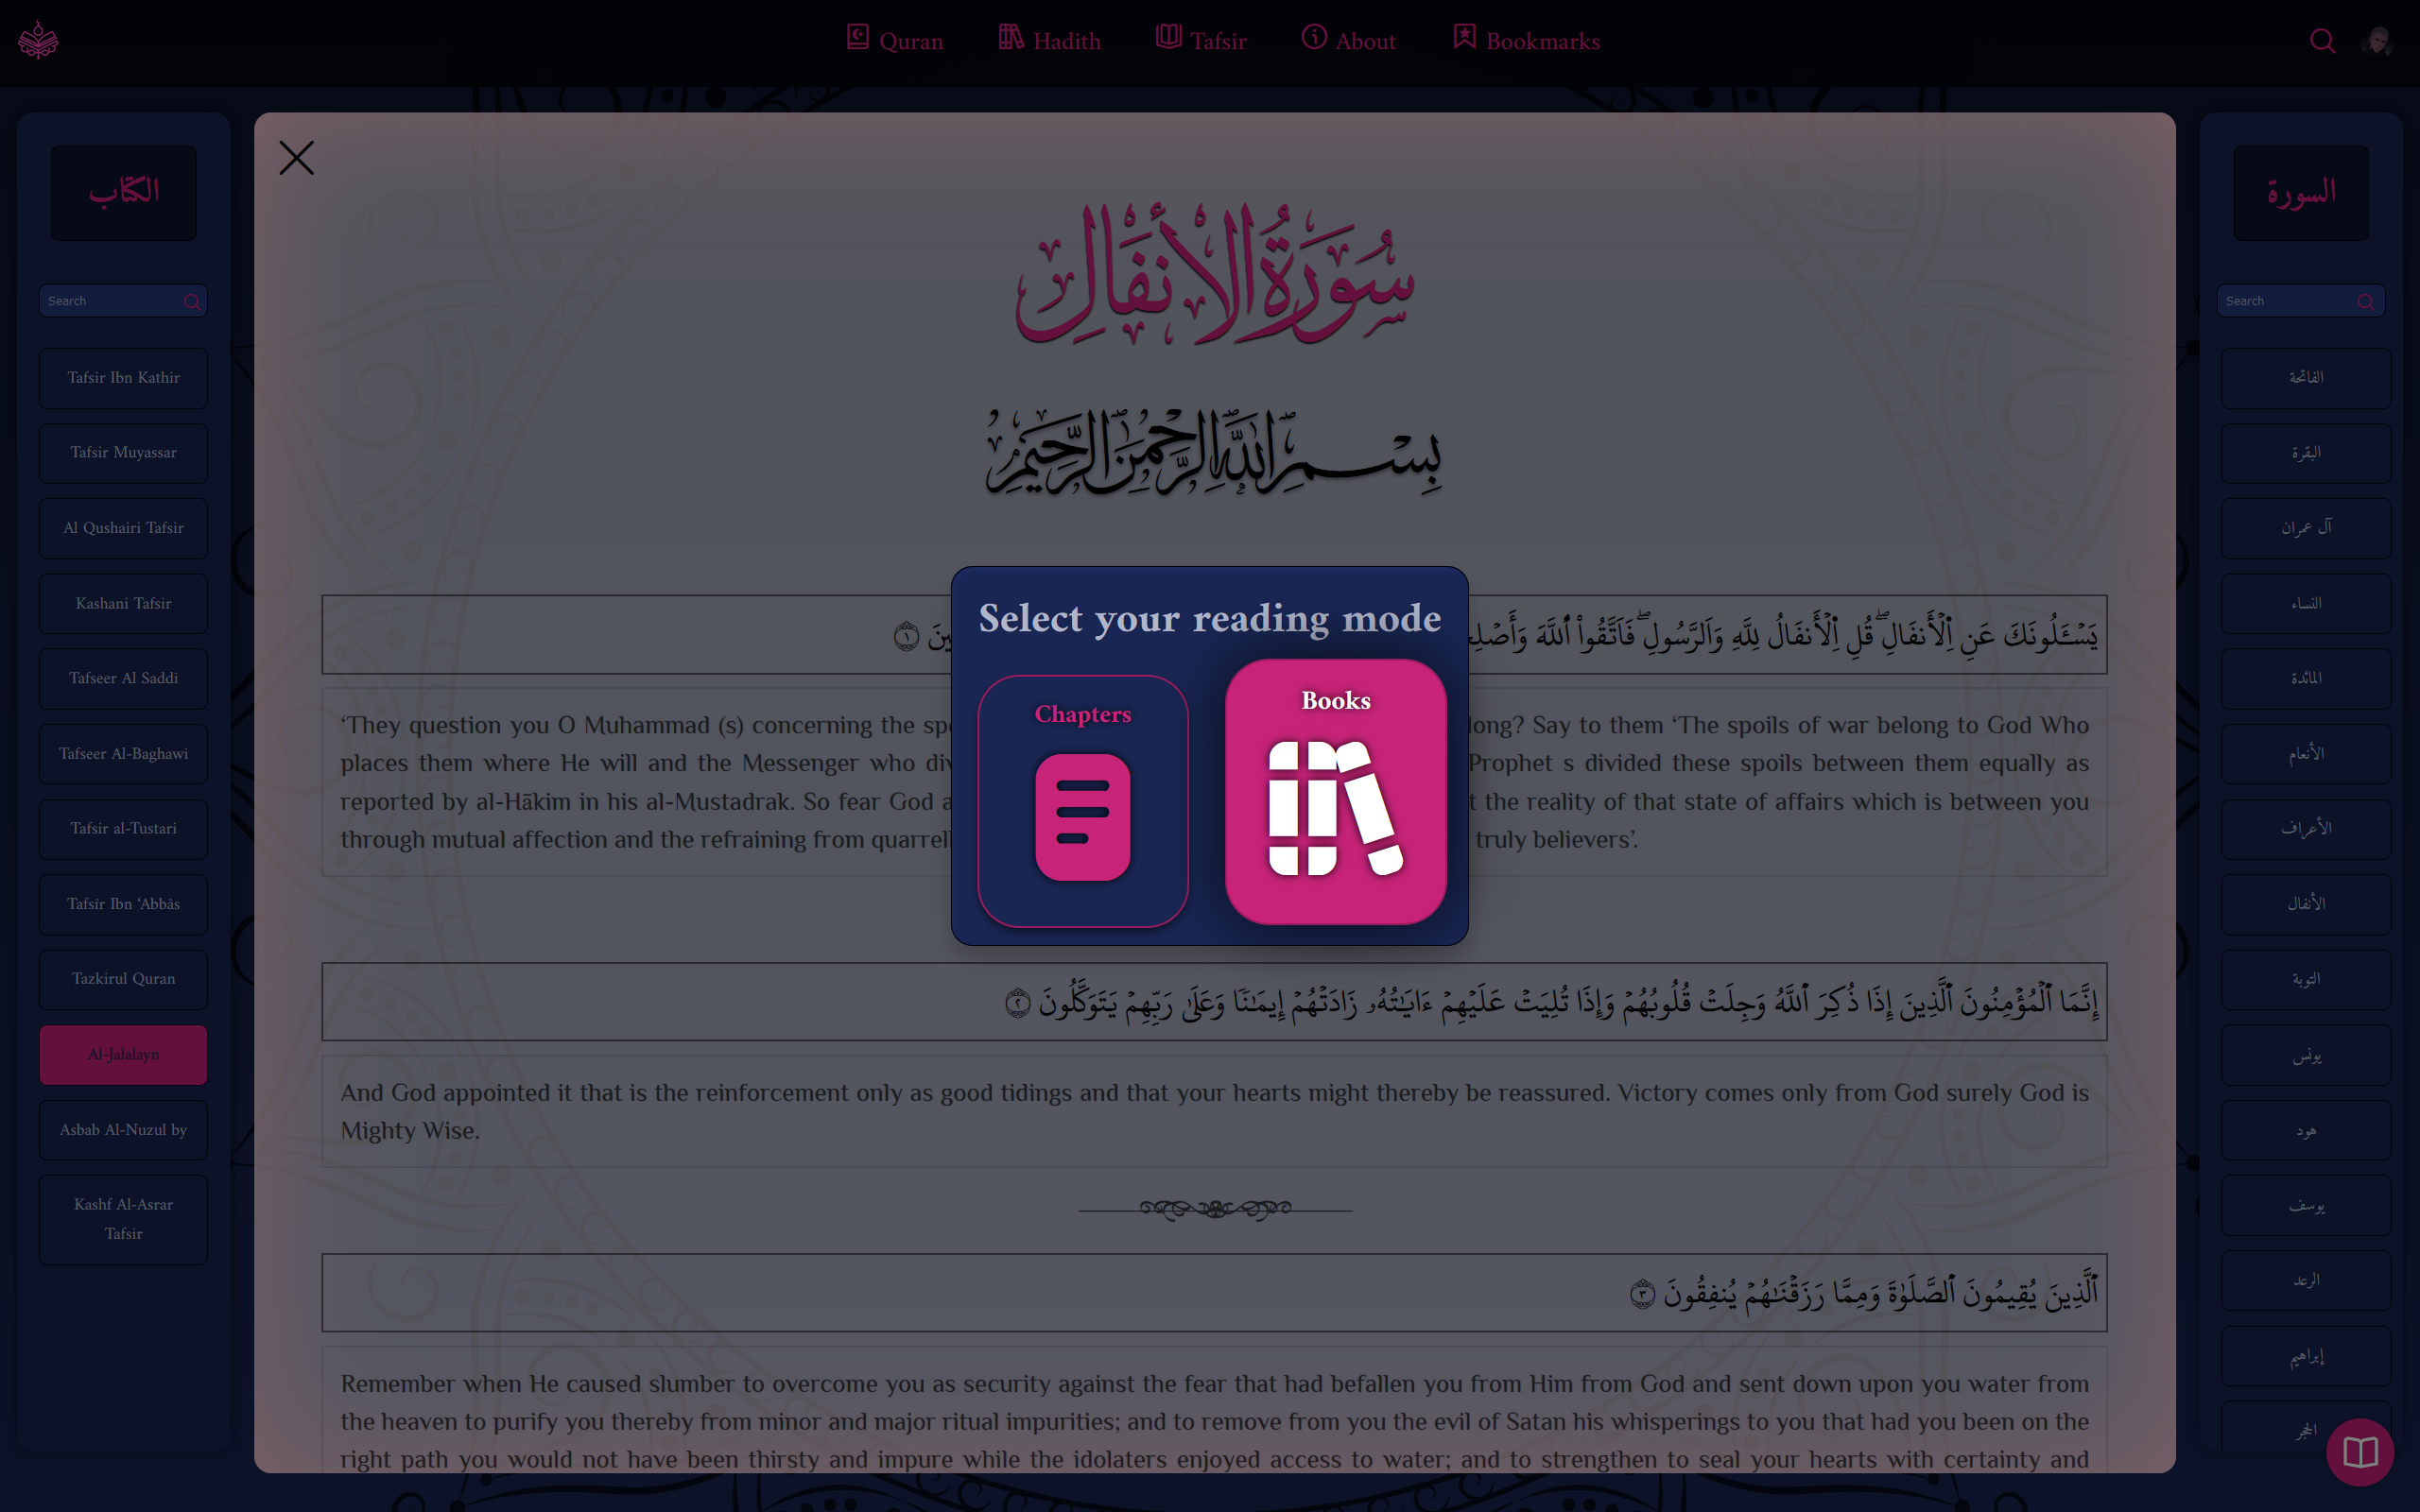 Quran
Hadith
Tafsir
About
Bookmarks
الكتاب
Search
Tafsir Ibn Kathir
Tafsir Muyassar
Al Qushairi Tafsir
Kashani Tafsir
Tafseer Al Saddi
Tafseer Al-Baghawi
Tafsir al-Tustari
Tafsîr Ibn ‘Abbâs
Tazkirul Quran
Al-Jalalayn
Asbab Al-Nuzul by
Kashf Al-Asrar
Tafsir
سُورَةُ الأَنفَالِ
بِسْمِ اللَّهِ الرَّحْمَٰنِ الرَّحِيمِ
يَسْـَٔلُونَكَ عَنِ ٱلْأَنفَالِ ۖ قُلِ ٱلْأَنفَالُ لِلَّهِ وَٱلرَّسُولِ ۖ فَٱتَّقُوا۟ ٱللَّهَ ١
‘They question you O Muhammad (s) concerning the long? Say to them ‘The spoils of war belong to God Who
places them where He will and the Messenger who Prophet s divided these spoils between them equally as
reported by al-Hākim in his al-Mustadrak. So fear God the reality of that state of affairs which is between you
through mutual affection and the refraining from truly believers’.
Select your reading mode
Chapters
Books
إِنَّمَا ٱلْمُؤْمِنُونَ ٱلَّذِينَ إِذَا ذُكِرَ ٱللَّهُ وَجِلَتْ قُلُوبُهُمْ وَإِذَا تُلِيَتْ عَلَيْهِمْ ءَايَـٰتُهُۥ زَادَتْهُمْ إِيمَـٰنًا وَعَلَىٰ رَبِّهِمْ يَتَوَكَّلُونَ ٢
And God appointed it that is the reinforcement only as good tidings and that your hearts might thereby be reassured. Victory comes only from God surely God is
Mighty Wise.
ٱلَّذِينَ يُقِيمُونَ ٱلصَّلَوٰةَ وَمِمَّا رَزَقْنَـٰهُمْ يُنفِقُونَ ٣
Remember when He caused slumber to overcome you as security against the fear that had befallen you from Him from God and sent down upon you water from
the heaven to purify you thereby from minor and major ritual impurities; and to remove from you the evil of Satan his whisperings to you that had you been on the
right path you would not have been thirsty and impure while the idolaters enjoyed access to water; and to strengthen to seal your hearts with certainty and
السورة
Search
الفاتحة
البقرة
آل عمران
النساء
المائدة
الأنعام
الأعراف
الأنفال
التوبة
يونس
هود
يوسف
الرعد
إبراهيم
الحجر